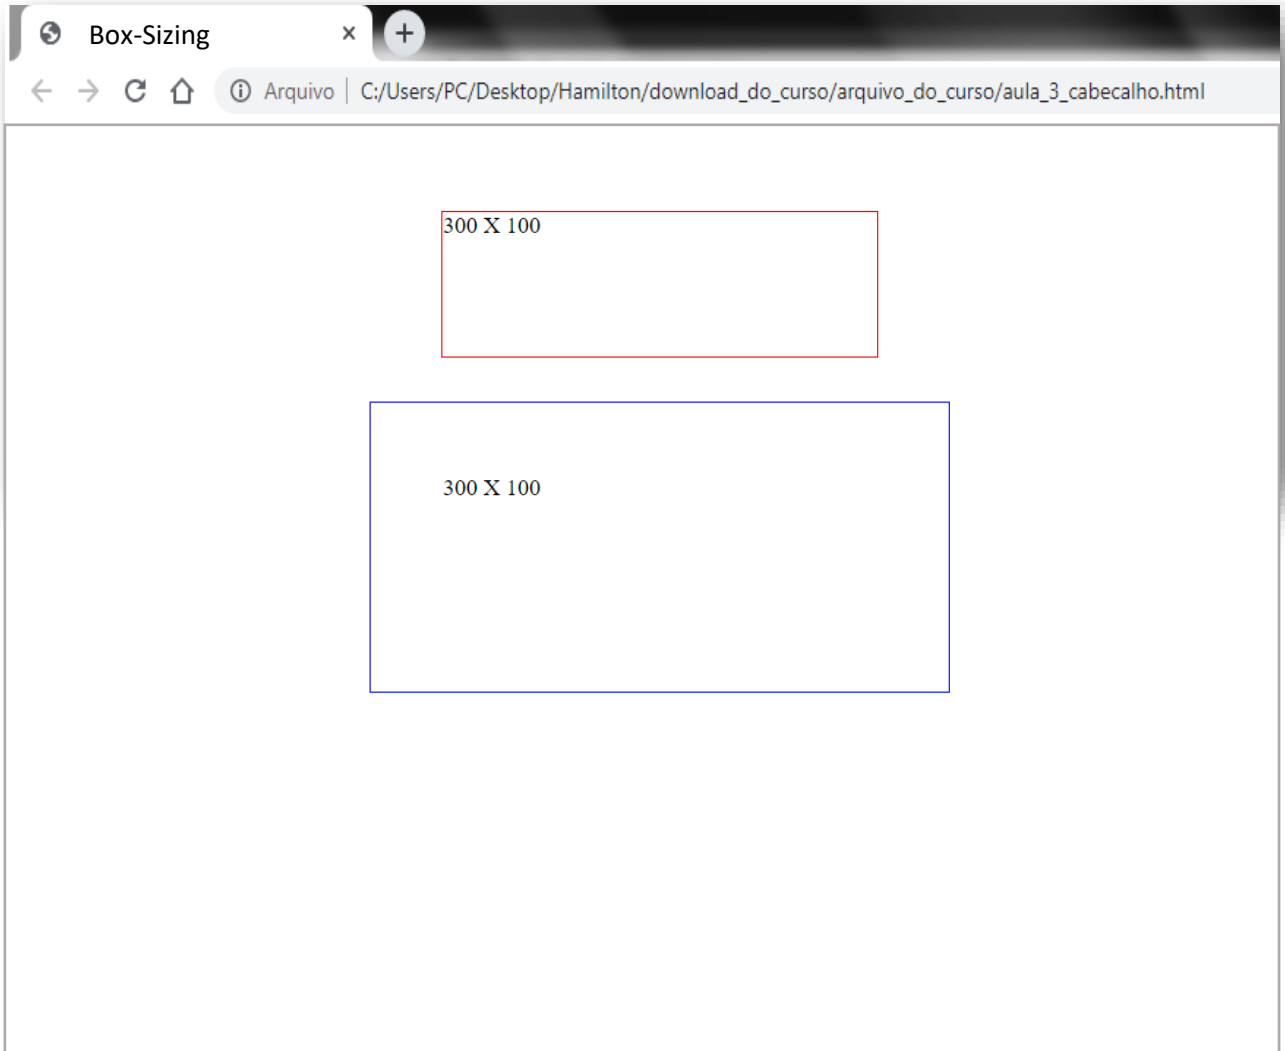 Box-Sizing
Arquivo C:/Users/PC/Desktop/Hamilton/download_do_curso/arquivo_do_curso/aula_3_cabecalho.html
300 X 100
300 X 100